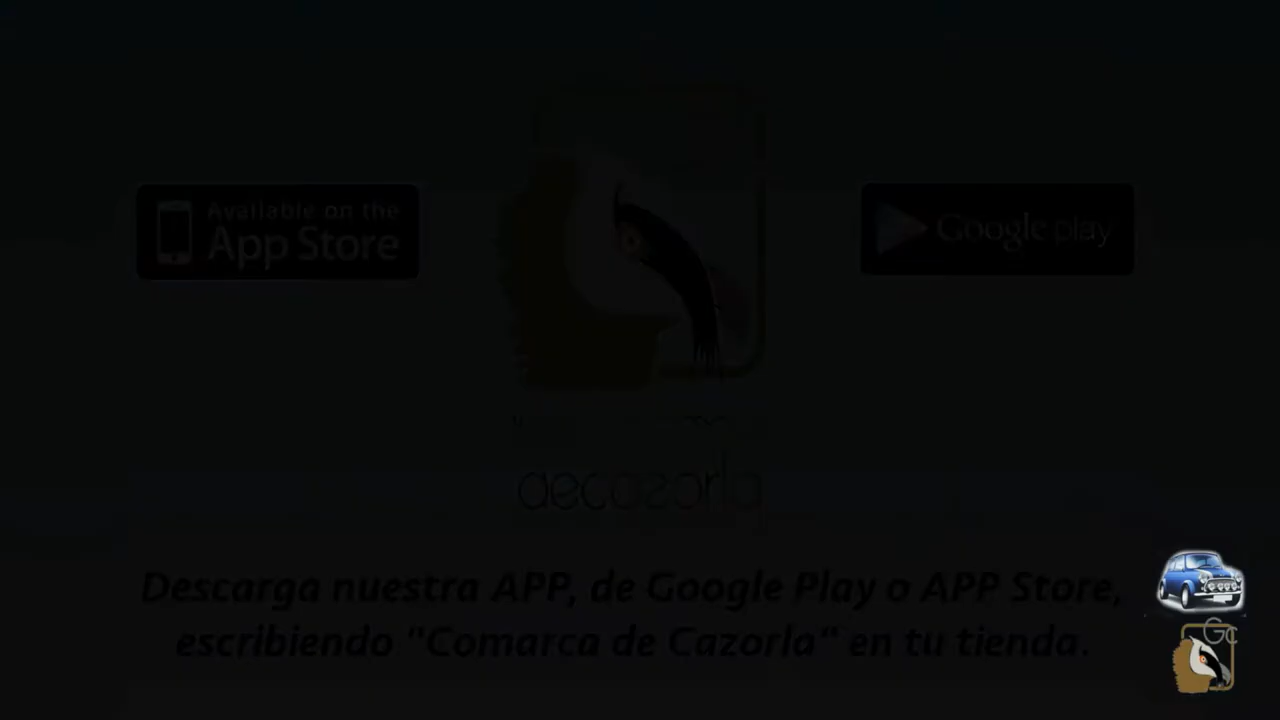 Available on the
App Store
Google play
decazorla
Descarga nuestra APP, de Google Play o APP Store,
escribiendo "Comarca de Cazorla" en tu tienda.
Gc